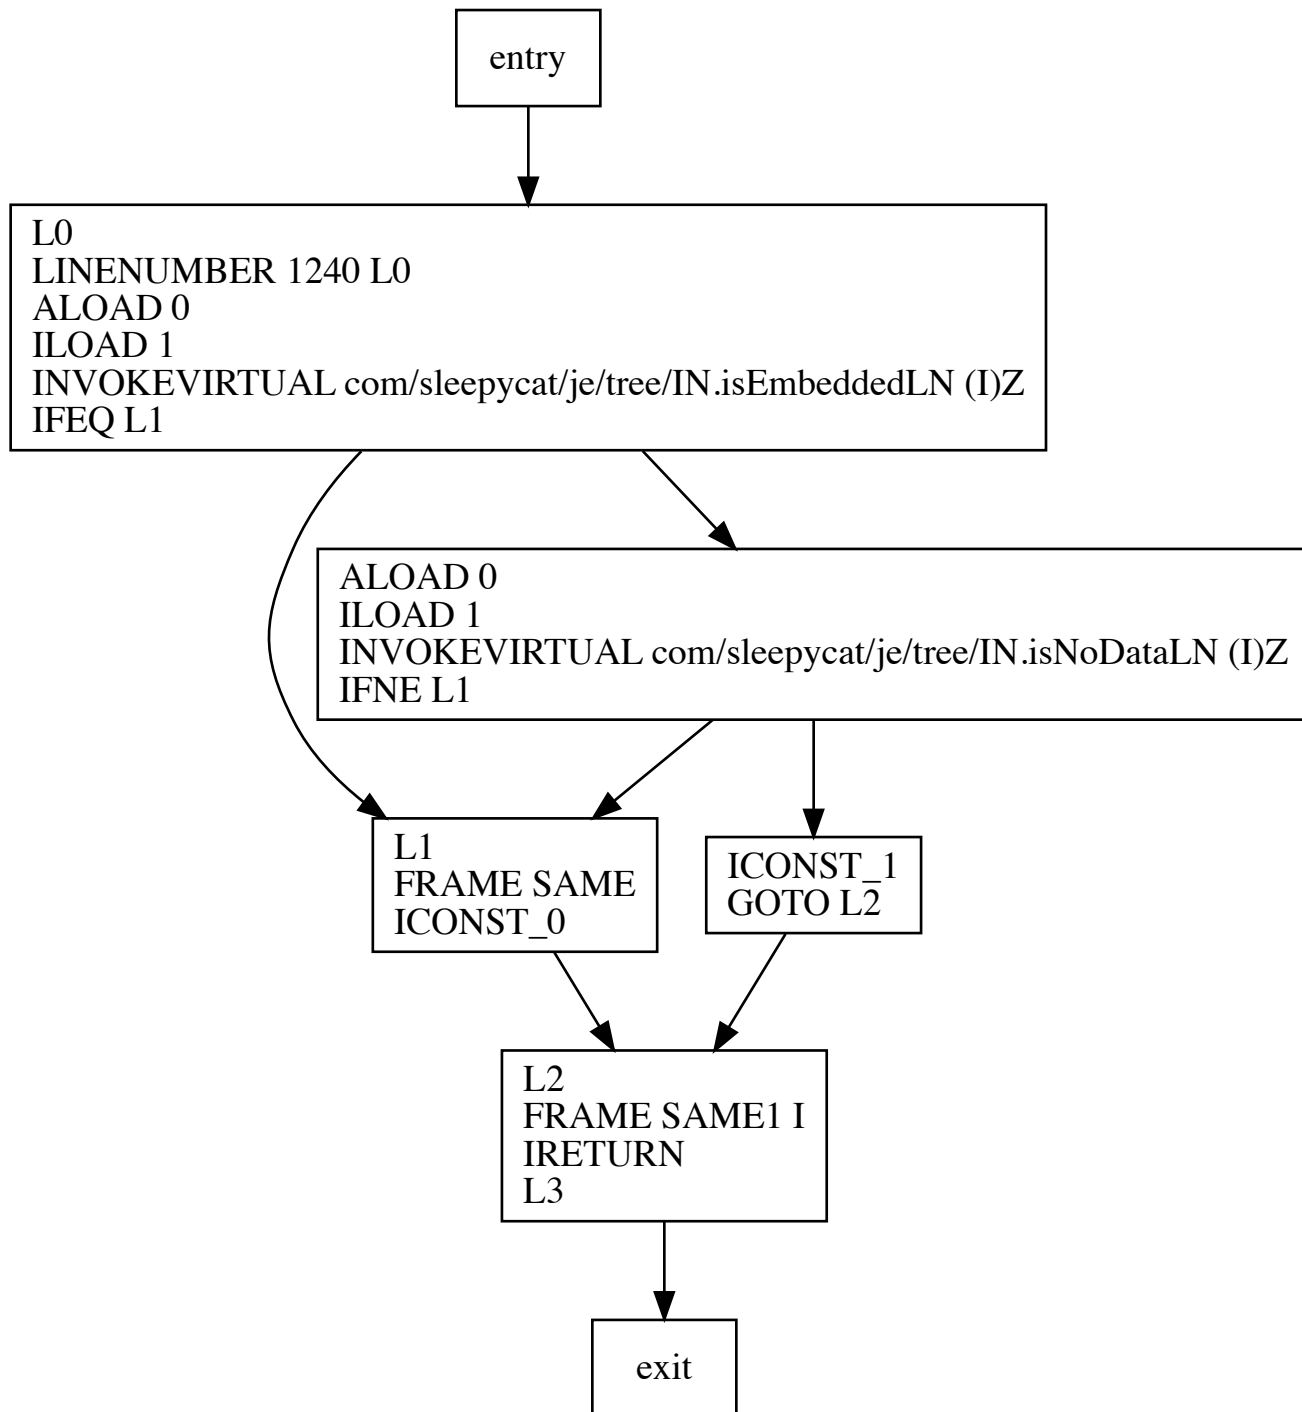 entry
L0
LINENUMBER 1240 L0
ALOAD 0
ILOAD 1
INVOKEVIRTUAL com/sleepycat/je/tree/IN.isEmbeddedLN (I)Z
IFEQ L1
ALOAD 0
ILOAD 1
INVOKEVIRTUAL com/sleepycat/je/tree/IN.isNoDataLN (I)Z
IFNE L1
L1
FRAME SAME
ICONST_0
ICONST_1
GOTO L2
L2
FRAME SAME1 I
IRETURN
L3
exit